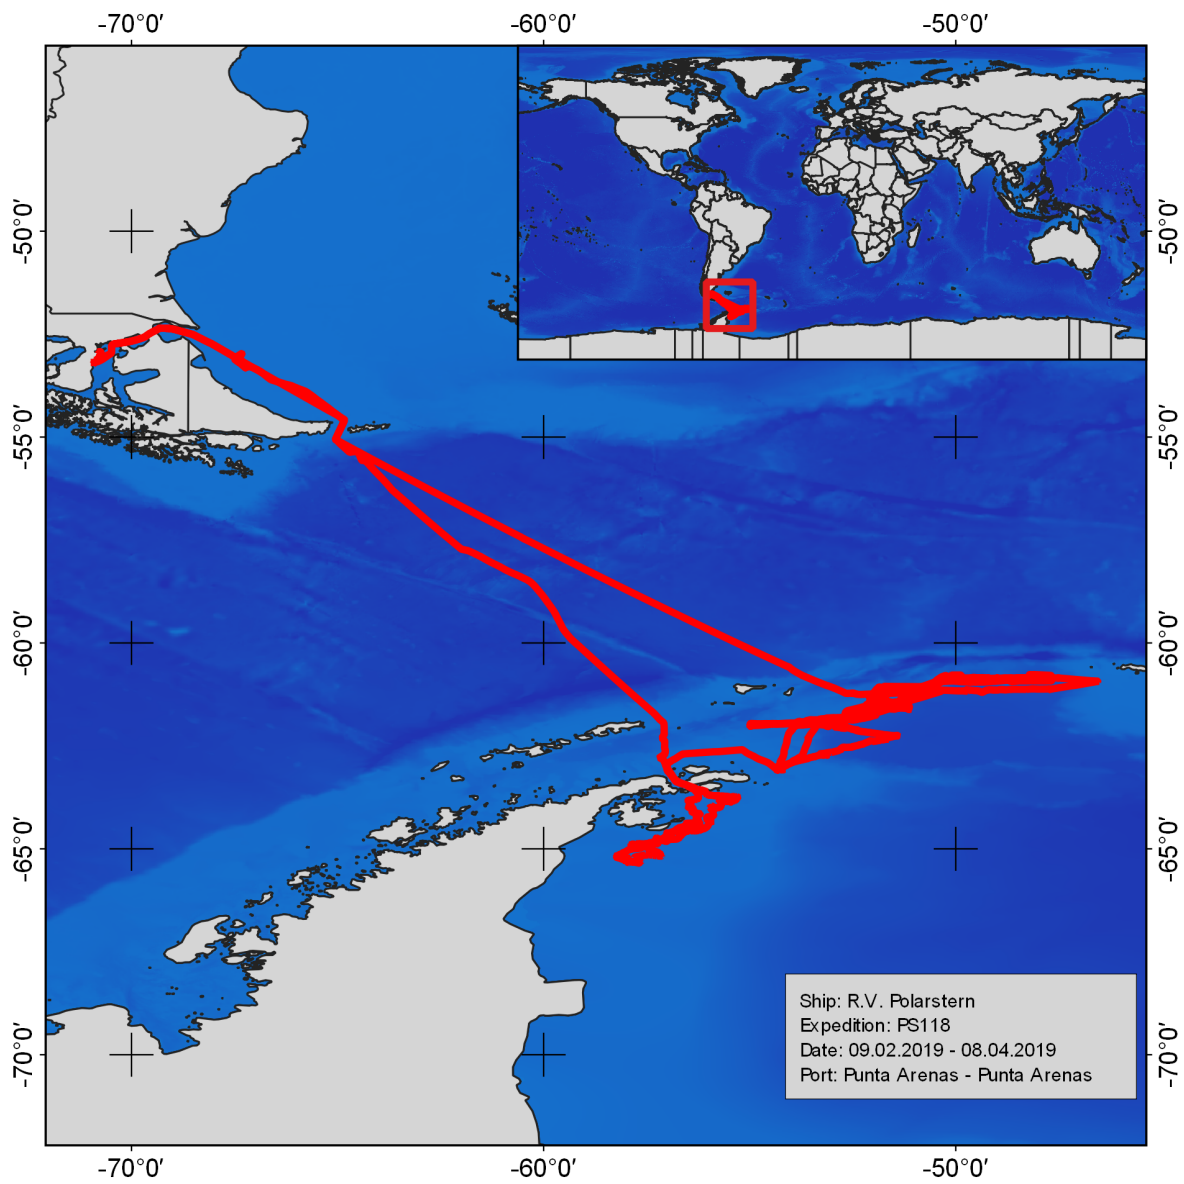 -70°0′ -60°0′ -50°0′
-50°0′ -50°0′
-55°0′ -55°0′
-60°0′ -60°0′
-65°0′ -65°0′
Ship: R.V. Polarstern
Expedition: PS118
Date: 09.02.2019 - 08.04.2019
Port: Punta Arenas - Punta Arenas
-70°0′ -70°0′
-70°0′ -60°0′ -50°0′